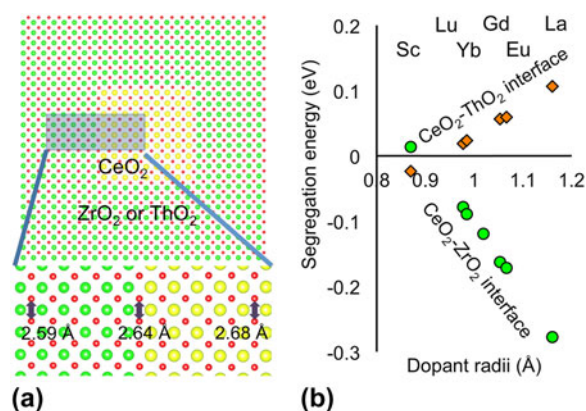 CeO2
ZrO2 or ThO2
2.59 Å 2.64 Å 2.68 Å
(a)
Segregation energy (eV)
0.2
0.1
0
-0.1
-0.2
-0.3
0.8 0.9 1 1.1 1.2
Lu Gd La
Sc Yb Eu
CeO2-ThO2 interface
CeO2-ZrO2 interface
Dopant radii (Å)
(b)